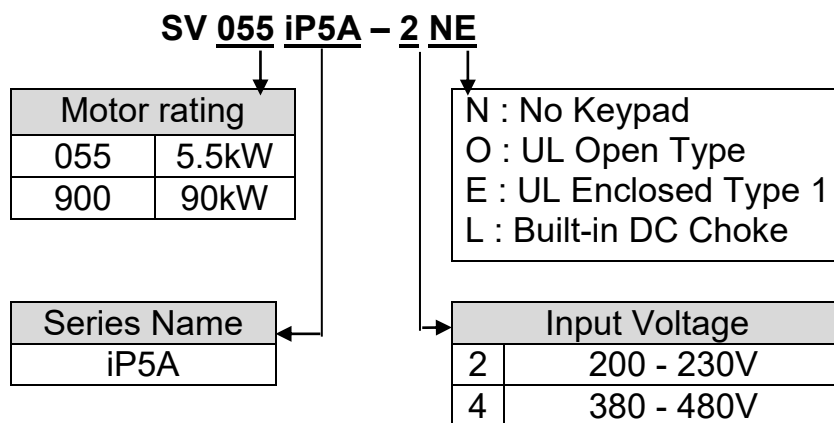 SV 055 iP5A – 2 NE
Motor rating
055 5.5kW
900 90kW
N : No Keypad
O : UL Open Type
E : UL Enclosed Type 1
L : Built-in DC Choke
Series Name
iP5A
Input Voltage
2 200 - 230V
4 380 - 480V